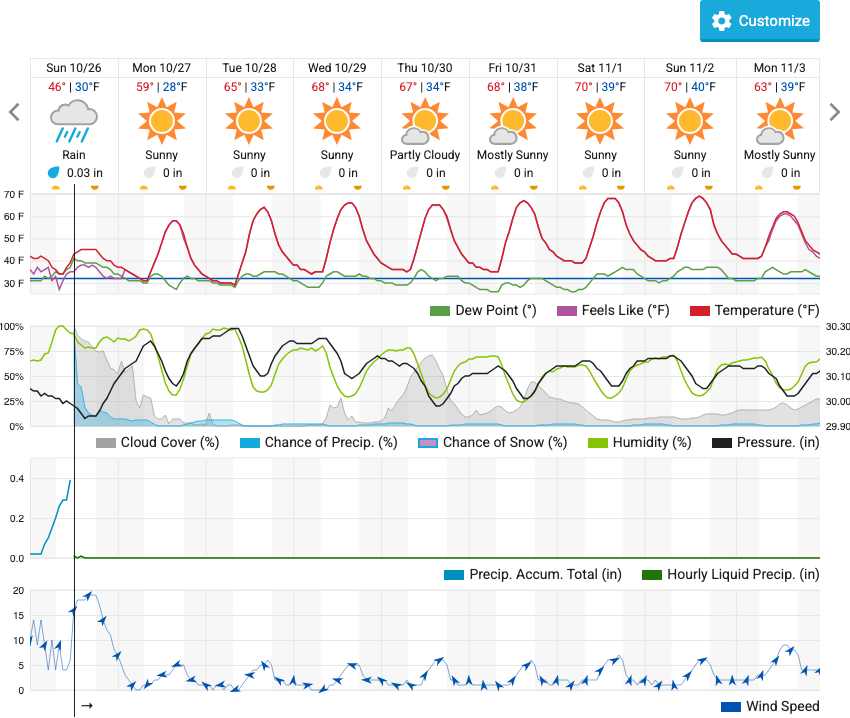 Customize
Sun 10/26 Mon 10/27 Tue 10/28 Wed 10/29 Thu 10/30 Fri 10/31 Sat 11/1 Sun 11/2 Mon 11/3
46° | 30°F 59° | 28°F 65° | 33°F 68° | 34°F 67° | 34°F 68° | 38°F 70° | 39°F 70° | 40°F 63° | 39°F
Rain Sunny Sunny Sunny Partly Cloudy Mostly Sunny Sunny Sunny Mostly Sunny
0.03 in 0 in 0 in 0 in 0 in 0 in 0 in 0 in 0 in
70 F
60 F
50 F
40 F
30 F
Dew Point (°) Feels Like (°F) Temperature (°F)
100% 30.30
75% 30.20
50% 30.10
25% 30.00
0% 29.90
Cloud Cover (%) Chance of Precip. (%) Chance of Snow (%) Humidity (%) Pressure. (in)
0.4
0.2
0.0
Precip. Accum. Total (in) Hourly Liquid Precip. (in)
20
15
10
5
0
→
Wind Speed